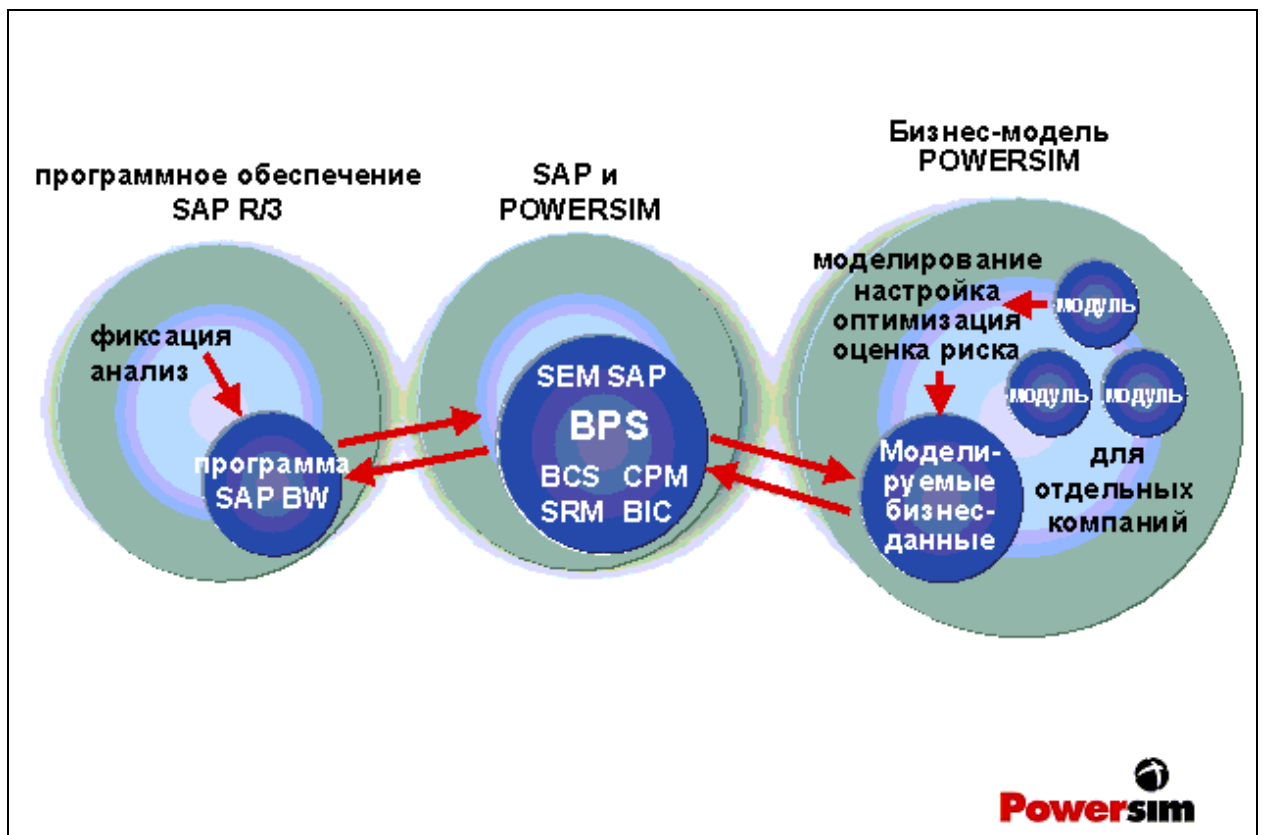 программное обеспечение
SAP R/3
фиксация
анализ
программа
SAP BW
SAP и
POWERSIM
SEM SAP
BPS
BCS CPM
SRM BIC
Бизнес-модель
POWERSIM
моделирование
настройка
оптимизация
оценка риска
модуль
модуль
модуль
Модели-
руемые
бизнес-
данные
для
отдельных
компаний
Powersim